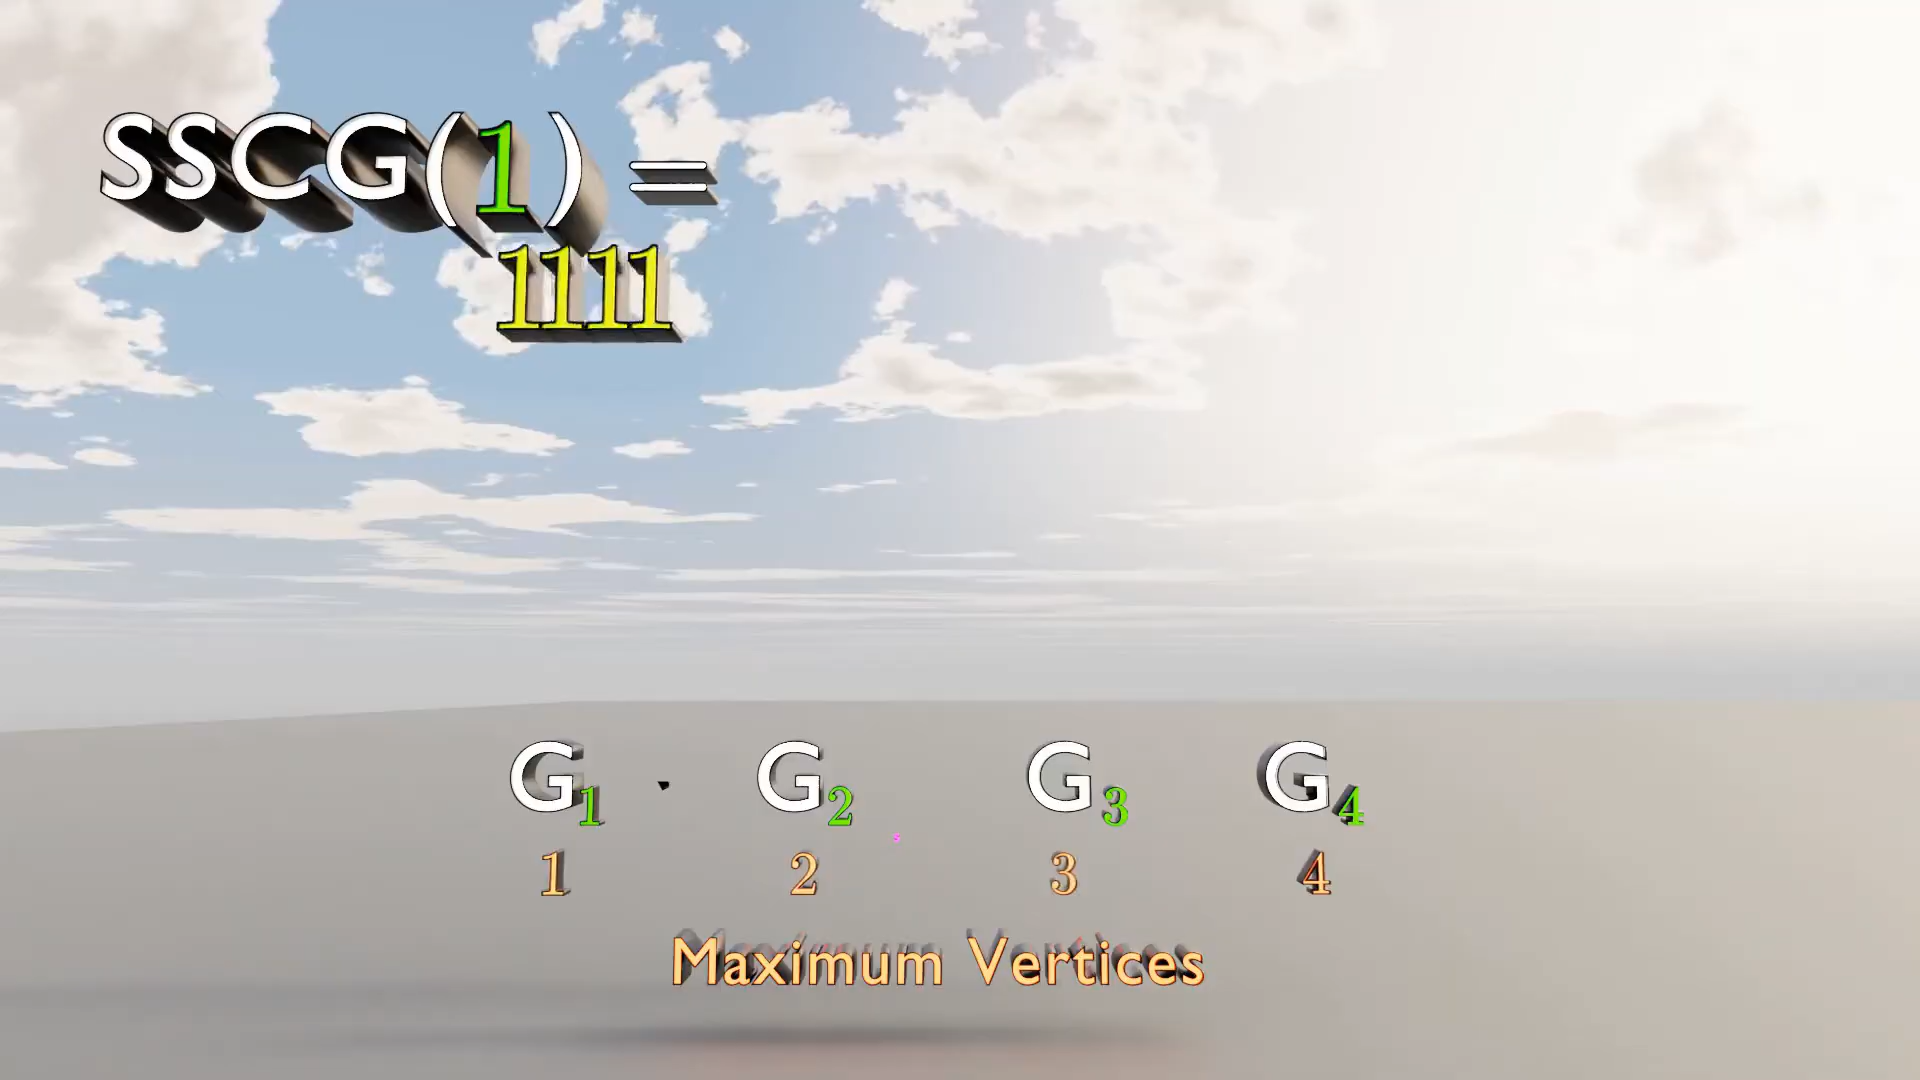 SSCG(1) =
1111
G1 G2 G3 G4
1 2 3 4
Maximum Vertices